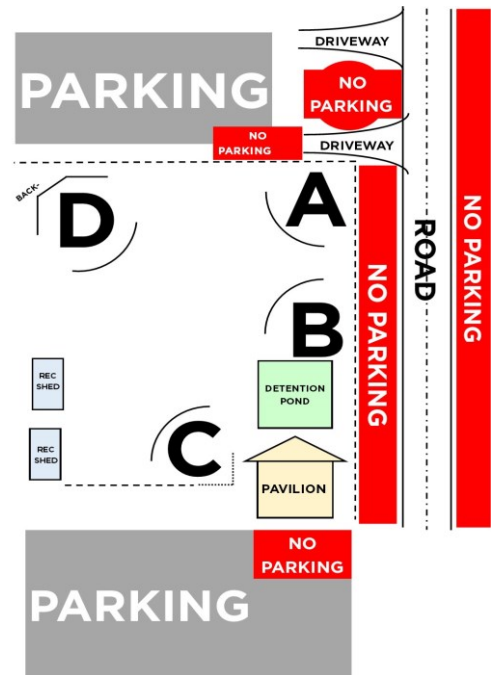 DRIVEWAY
PARKING
NO
PARKING
NO
PARKING
DRIVEWAY
BACK-
D
A
NO PARKING
ROAD
NO PARKING
B
REC
SHED
DETENTION
POND
REC
SHED
C
PAVILION
NO
PARKING
PARKING